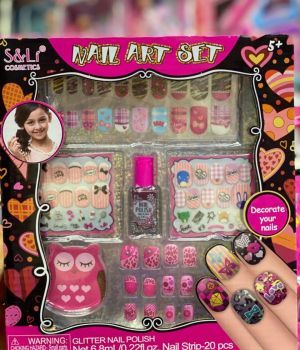 S&Li
COSMETICS
NAIL ART SET
5+
Decorate
your
nails
WARNING:
GLITTER NAIL POLISH
Net 6.8ml/0.22fl.oz. Nail Strip-20 pcs